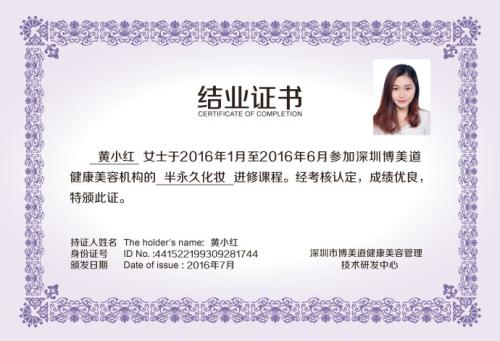 结业证书
CERTIFICATE OF COMPLETION
黄小红 女士于2016年1月至2016年6月参加深圳博美道
健康美容机构的 半永久化妆 进修课程。经考核认定，成绩优良，
特颁此证。
持证人姓名 The holder's name: 黄小红
身份证号 ID No.:441522199309281744
颁发日期 Date of issue : 2016年7月
深圳市博美道健康美容管理
技术研发中心